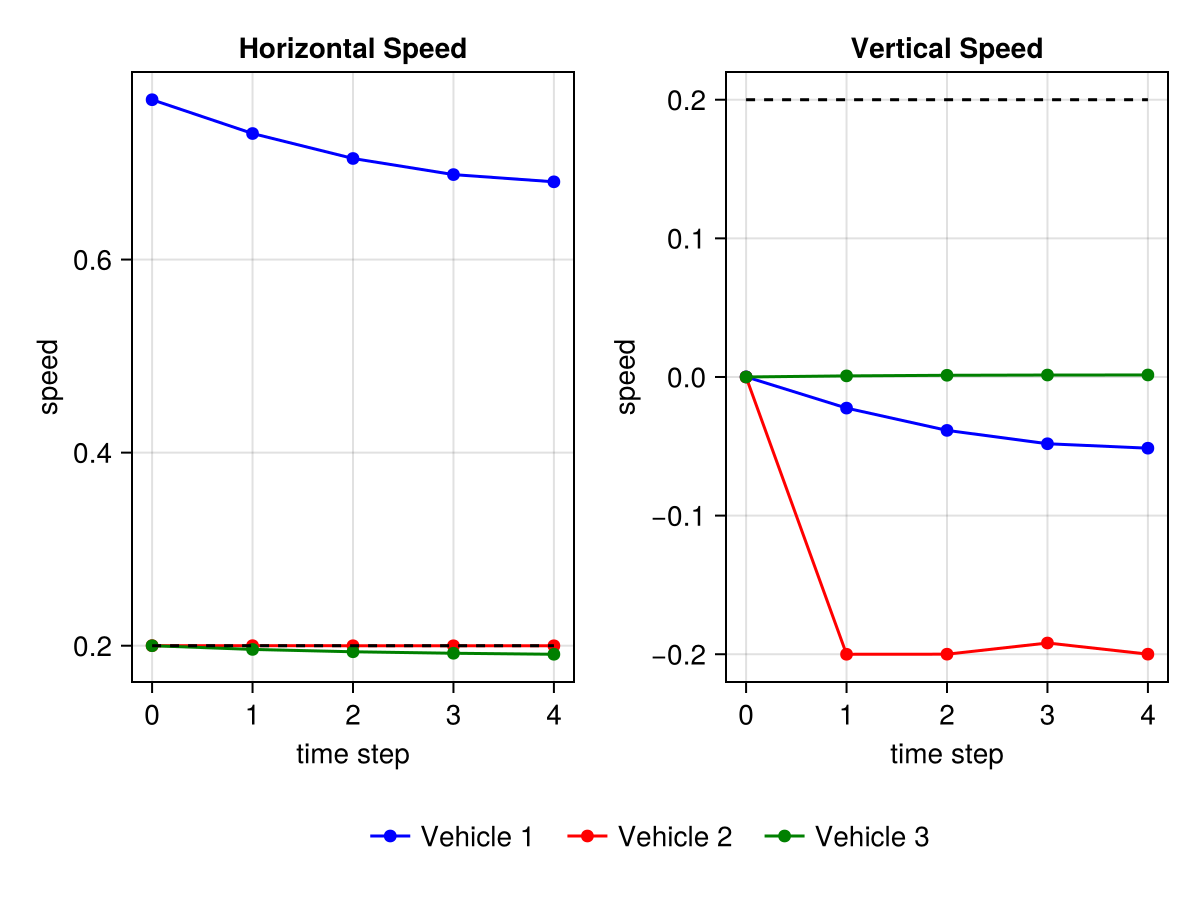 Horizontal Speed
speed
0.6
0.4
0.2
0 1 2 3 4
time step
Vertical Speed
speed
0.2
0.1
0.0
−0.1
−0.2
0 1 2 3 4
time step
Vehicle 1 Vehicle 2 Vehicle 3